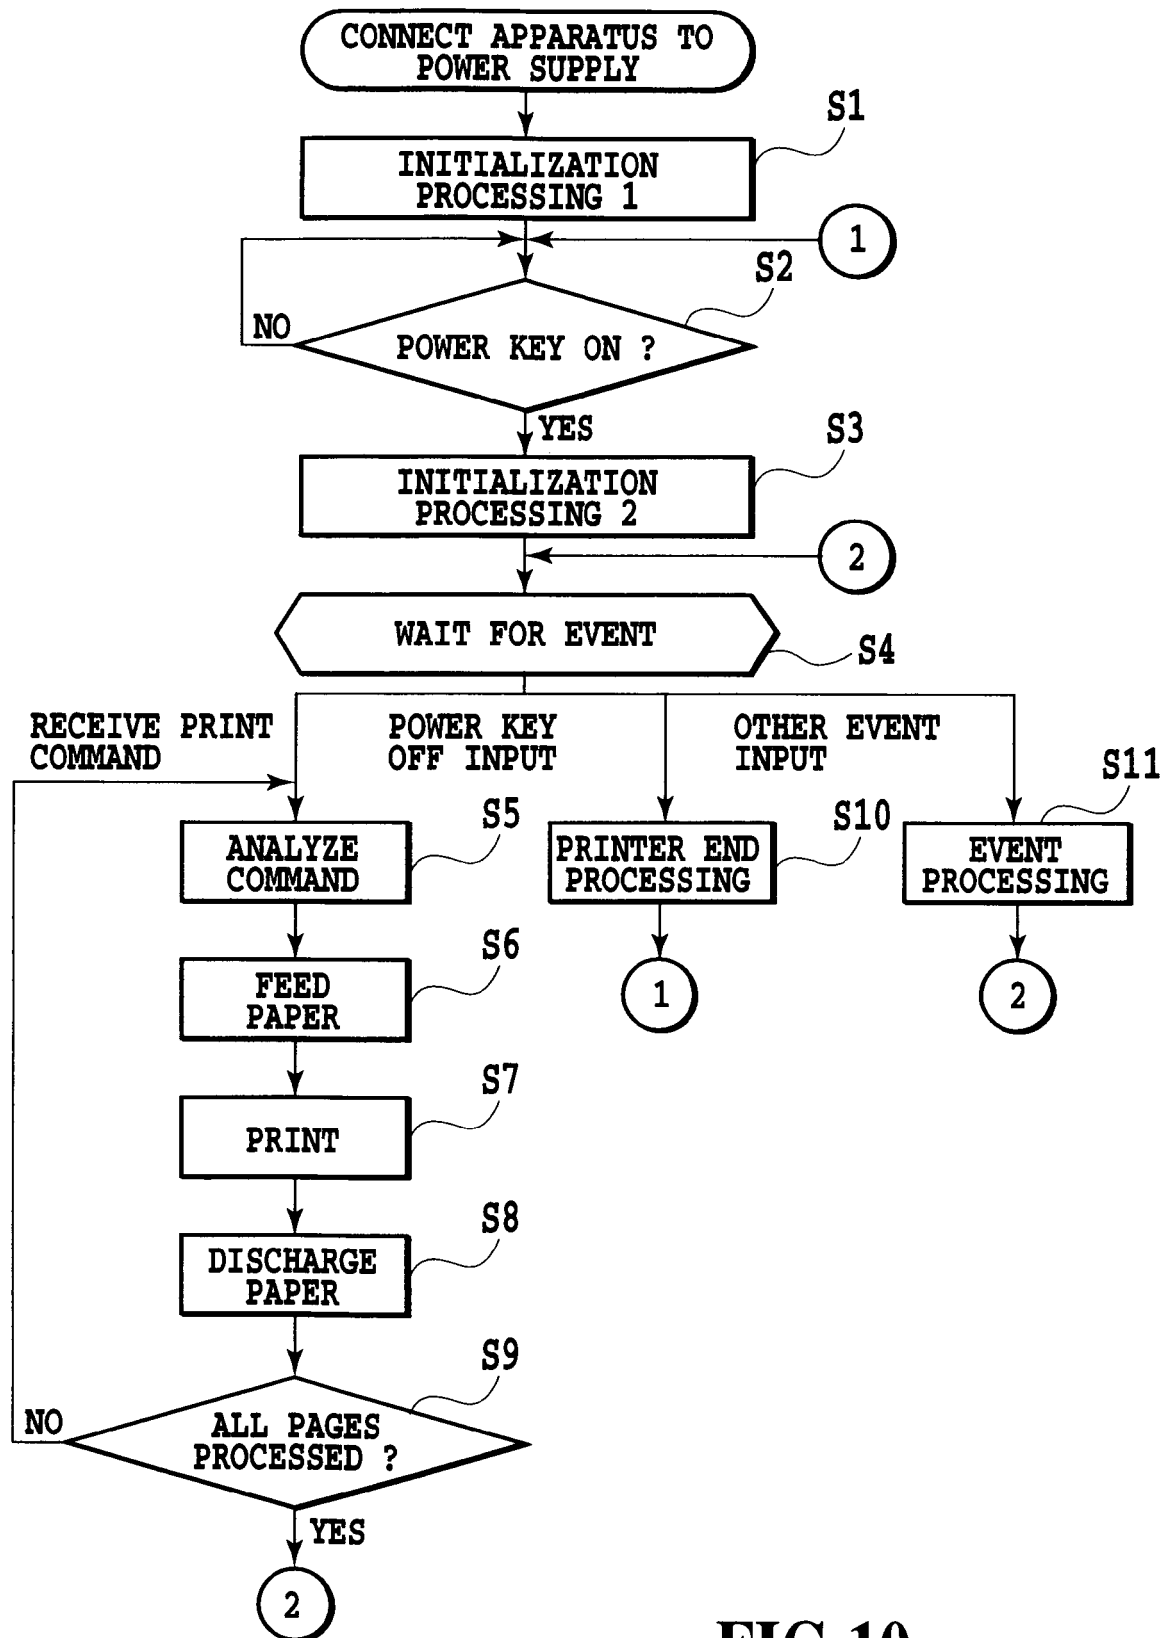 CONNECT APPARATUS TO
POWER SUPPLY
S1
INITIALIZATION
PROCESSING 1
1
S2
NO
POWER KEY ON ?
YES
S3
INITIALIZATION
PROCESSING 2
2
WAIT FOR EVENT
S4
RECEIVE PRINT
COMMAND
POWER KEY
OFF INPUT
OTHER EVENT
INPUT
S5
ANALYZE
COMMAND
S10
PRINTER END
PROCESSING
S11
EVENT
PROCESSING
1
2
S6
FEED
PAPER
S7
PRINT
S8
DISCHARGE
PAPER
S9
NO
ALL PAGES
PROCESSED ?
YES
2
FIG.10